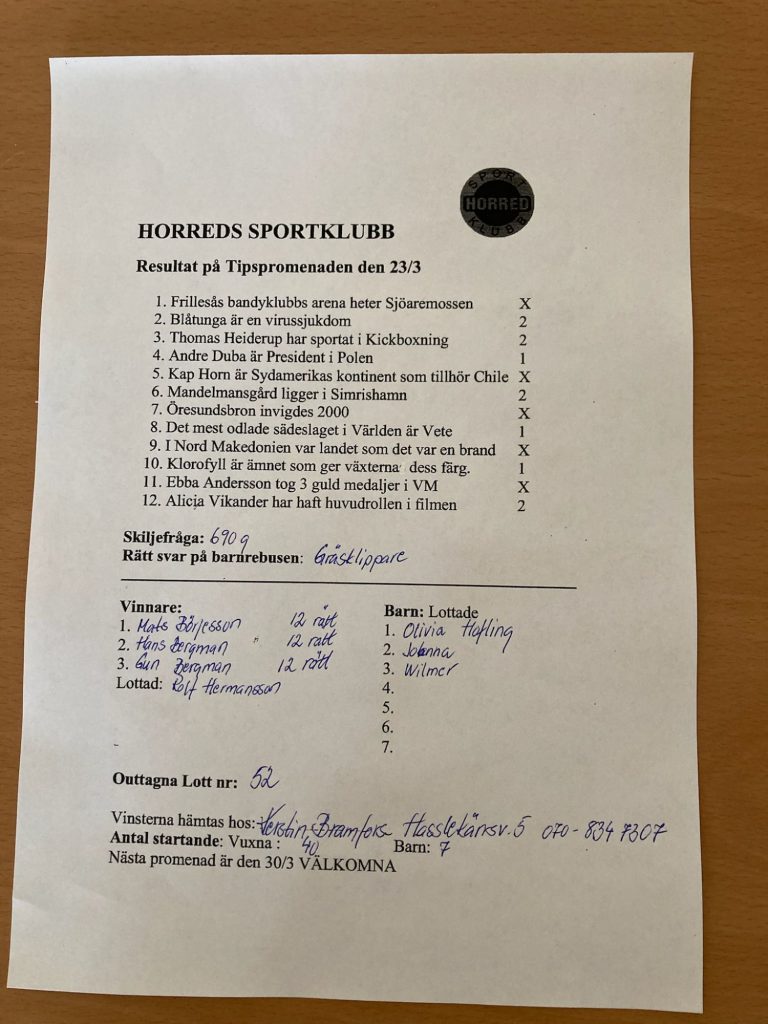 SPORT
HORRED
KLUBB
HORREDS SPORTKLUBB
Resultat på Tipspromenaden den 23/3
1. Frillesås bandyklubbs arena heter Sjöaremossen X
2. Blåtunga är en virussjukdom 2
3. Thomas Heiderup har sportat i Kickboxning 2
4. Andre Duba är President i Polen 1
5. Kap Horn är Sydamerikas kontinent som tillhör Chile X
6. Mandelmansgård ligger i Simrishamn 2
7. Öresundsbron invigdes 2000 X
8. Det mest odlade sädeslaget i Världen är Vete 1
9. I Nord Makedonien var landet som det var en brand X
10. Klorofyll är ämnet som ger växterna dess färg. 1
11. Ebba Andersson tog 3 guld medaljer i VM X
12. Alicia Vikander har haft huvudrollen i filmen 2
Skiljefråga: 690 g
Rätt svar på barnrebusen: Gräsklippare
Vinnare:
1. Mats Börjesson 12 rätt
2. Hans Bergman " 12 rätt
3. Gun Bergman 12 rätt
Lottad: Rolf Hermansson
Barn: Lottade
1. Olivia Hofling
2. Johanna
3. Wilmer
4.
5.
6.
7.
Outtagna Lott nr: 52
Vinsterna hämtas hos: Kerstin 5 070-834 7307
Antal startande: Vuxna : 40 Barn: 7
Nästa promenad är den 30/3 VÄLKOMNA